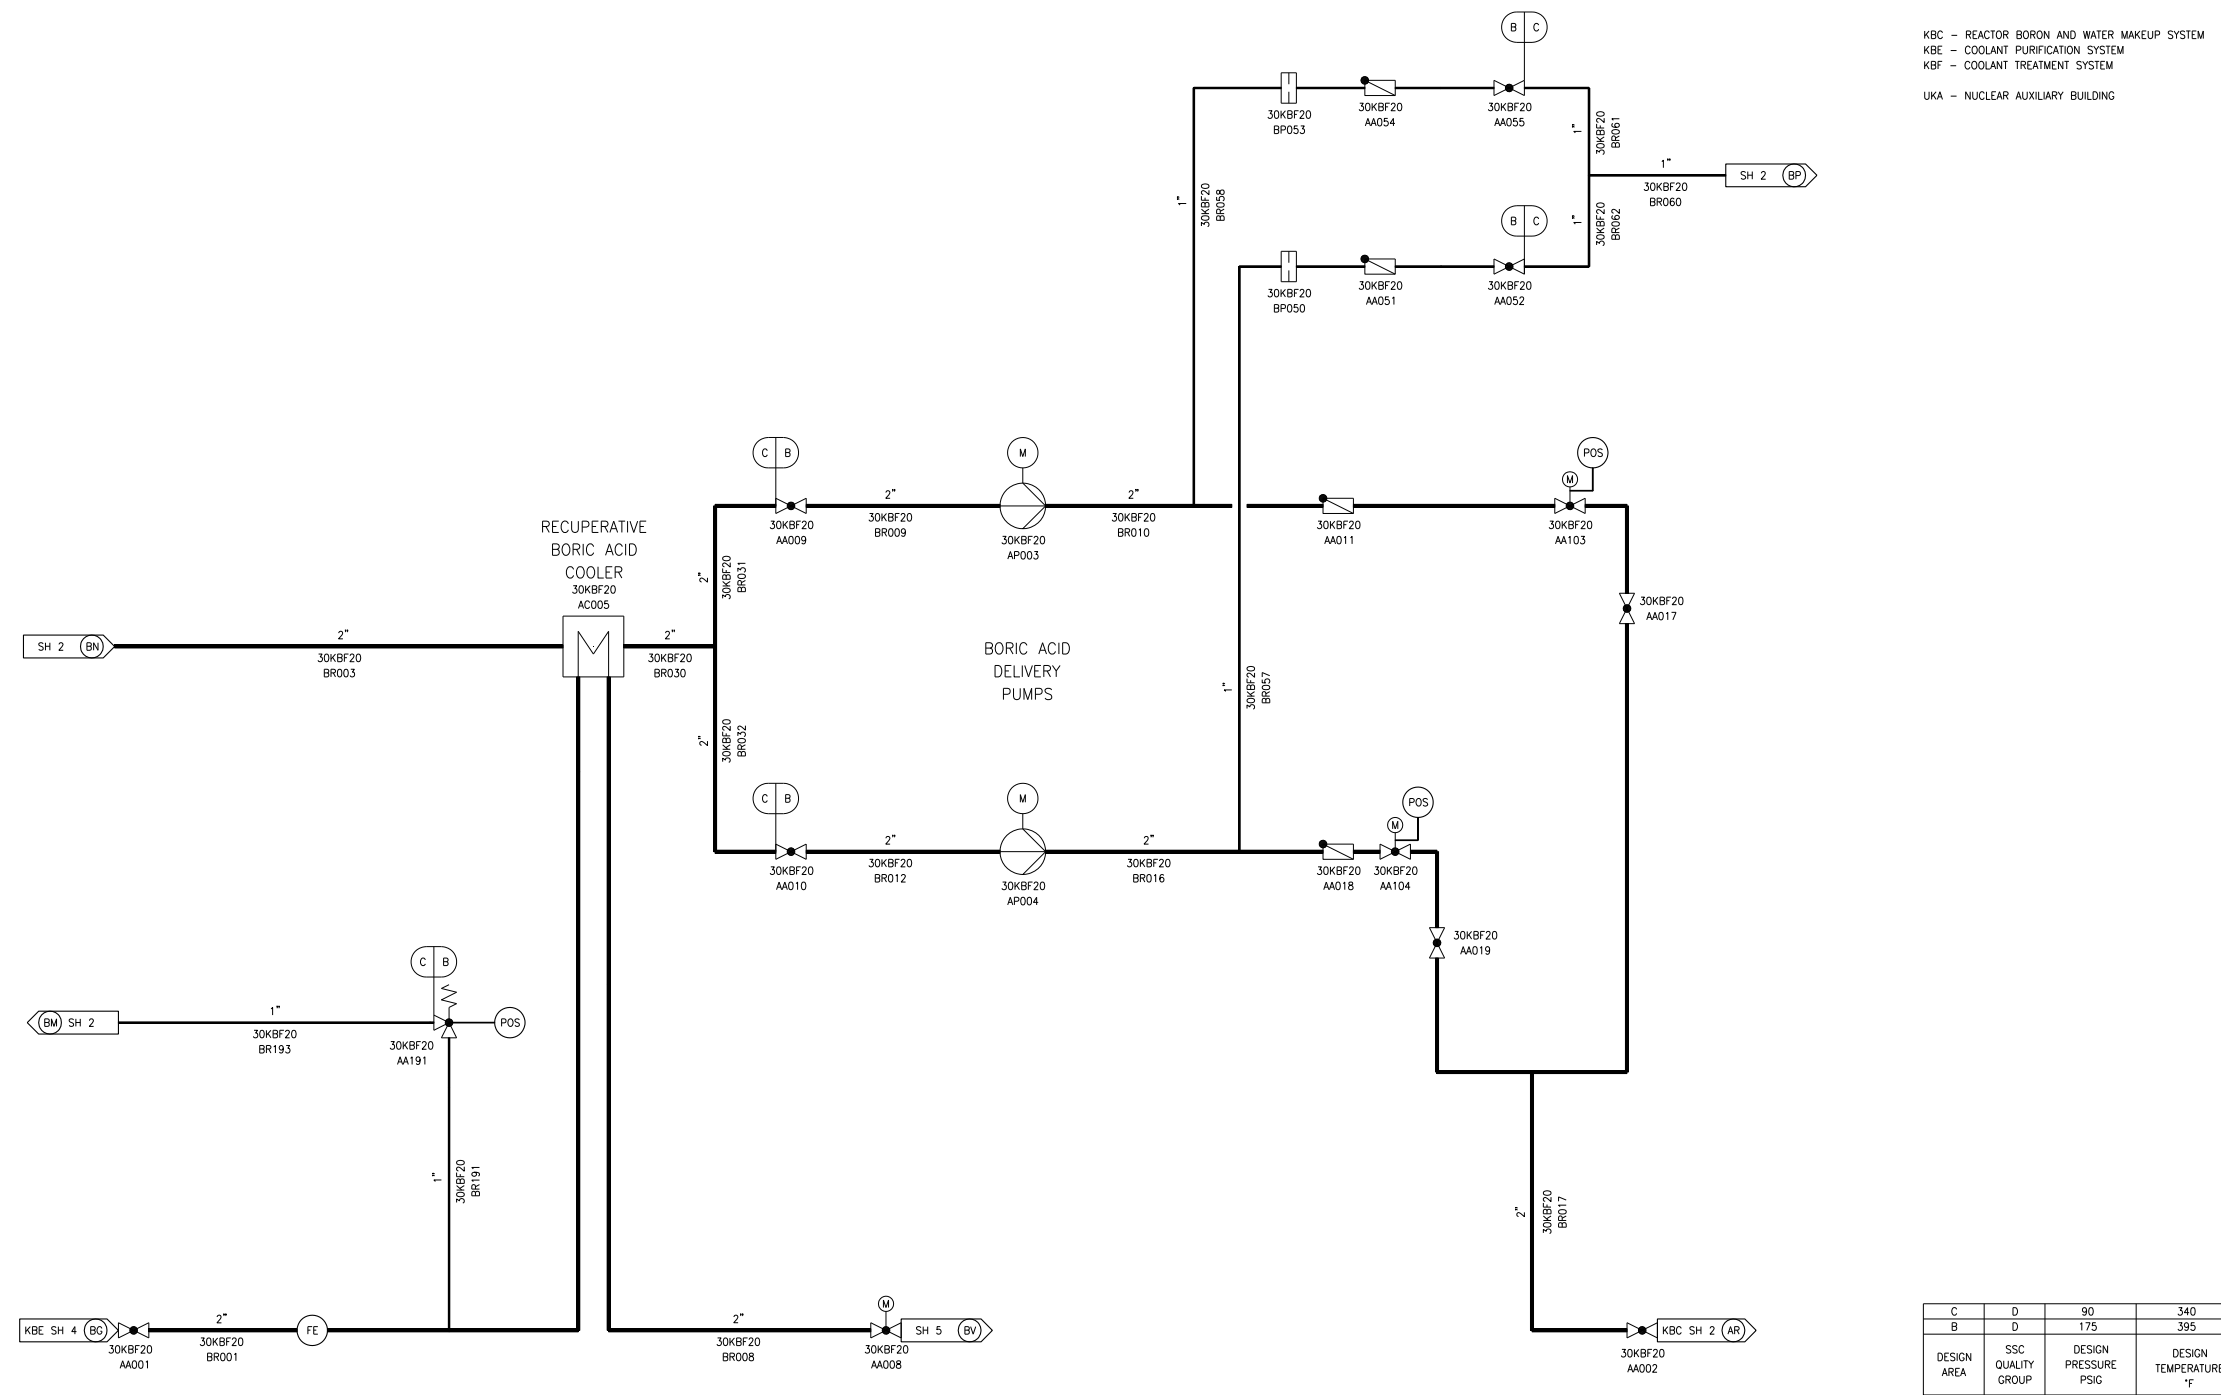 B C
KBC – REACTOR BORON AND WATER MAKEUP SYSTEM
KBE – COOLANT PURIFICATION SYSTEM
KBF – COOLANT TREATMENT SYSTEM
UKA – NUCLEAR AUXILIARY BUILDING
30KBF20
BP053
30KBF20
AA054
30KBF20
AA055
1"
30KBF20
BR061
1"
30KBF20
BR060
SH 2 BP
1"
30KBF20
BR058
B C
1"
30KBF20
BR062
30KBF20
BP050
30KBF20
AA051
30KBF20
AA052
C B
M
POS
M
2"
30KBF20
BR009
2"
30KBF20
BR010
30KBF20
AA009
30KBF20
AP003
30KBF20
AA011
30KBF20
AA103
RECUPERATIVE
BORIC ACID
COOLER
30KBF20
AC005
2"
30KBF20
BR031
30KBF20
AA017
SH 2 BN
2"
30KBF20
BR003
2"
30KBF20
BR030
BORIC ACID
DELIVERY
PUMPS
1"
30KBF20
BR057
2"
30KBF20
BR032
C B
M
POS
M
30KBF20
AA010
2"
30KBF20
BR012
30KBF20
AP004
2"
30KBF20
BR016
30KBF20
AA018
30KBF20
AA104
30KBF20
AA019
C B
BM SH 2
1"
30KBF20
BR193
POS
30KBF20
AA191
1"
30KBF20
BR191
2"
30KBF20
BR017
KBE SH 4 BG
30KBF20
AA001
2"
30KBF20
BR001
FE
2"
30KBF20
BR008
M
30KBF20
AA008
SH 5 BV
30KBF20
AA002
KBC SH 2 AR
C D 90 340
B D 175 395
DESIGN
AREA
SSC
QUALITY
GROUP
DESIGN
PRESSURE
PSIG
DESIGN
TEMPERATURE
°F